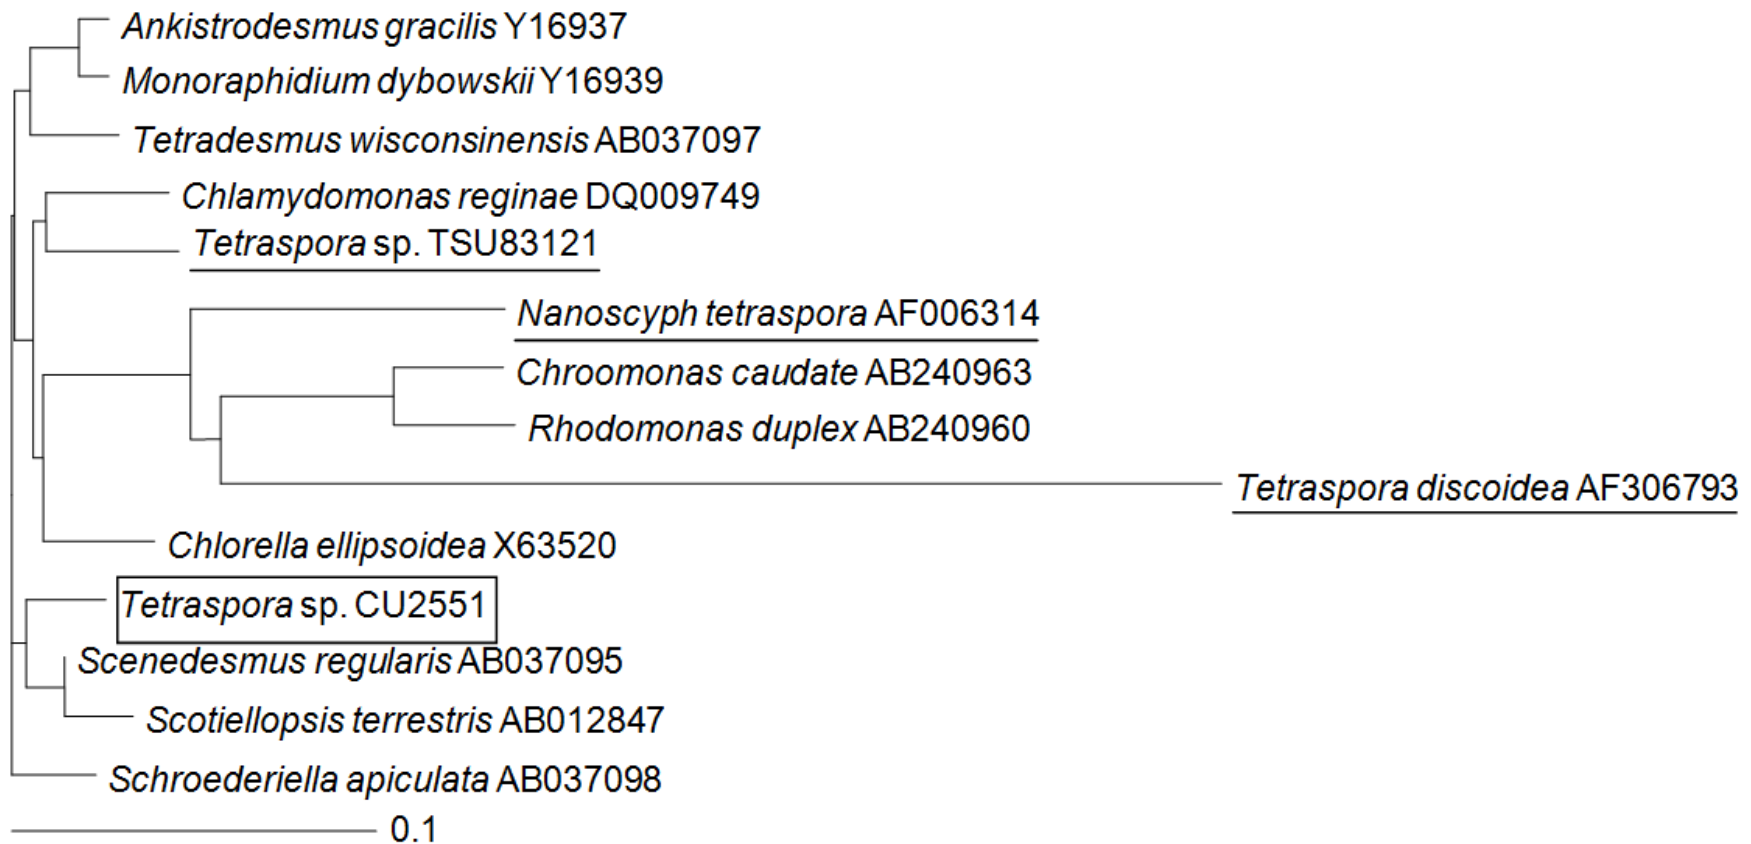 Ankistrodesmus gracilis Y16937
Monoraphidium dybowskii Y16939
Tetradesmus wisconsinensis AB037097
Chlamydomonas reginae DQ009749
Tetraspora sp. TSU83121
Nanoscyph tetraspora AF006314
Chroomonas caudate AB240963
Rhodomonas duplex AB240960
Tetraspora discoidea AF306793
Chlorella ellipsoidea X63520
Tetraspora sp. CU2551
Scenedesmus regularis AB037095
Scotiellopsis terrestris AB012847
Schroederiella apiculata AB037098
0.1